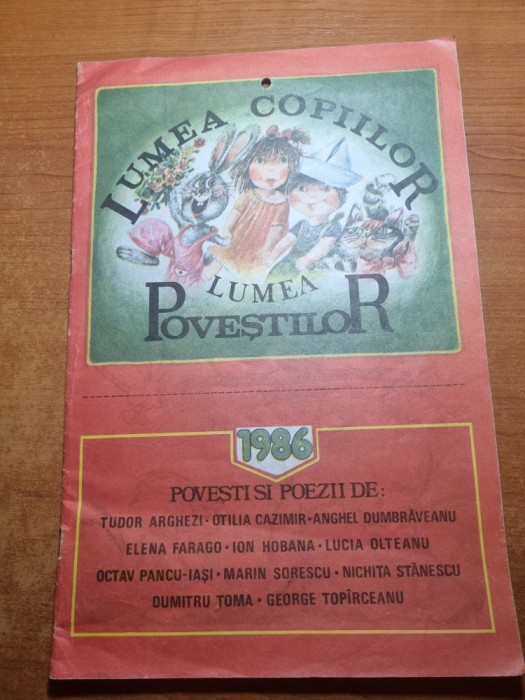 LUMEA COPIILOR
LUMEA
POVEȘTILOR
1986
POVEȘTI SI POEZII DE:
TUDOR ARGHEZI · OTILIA CAZIMIR · ANGHEL DUMBRĂVEANU
ELENA FARAGO · ION HOBANA · LUCIA OLTEANU
OCTAV PANCU-IAȘI · MARIN SORESCU · NICHITA STĂNESCU
DUMITRU TOMA · GEORGE TOPÎRCEANU